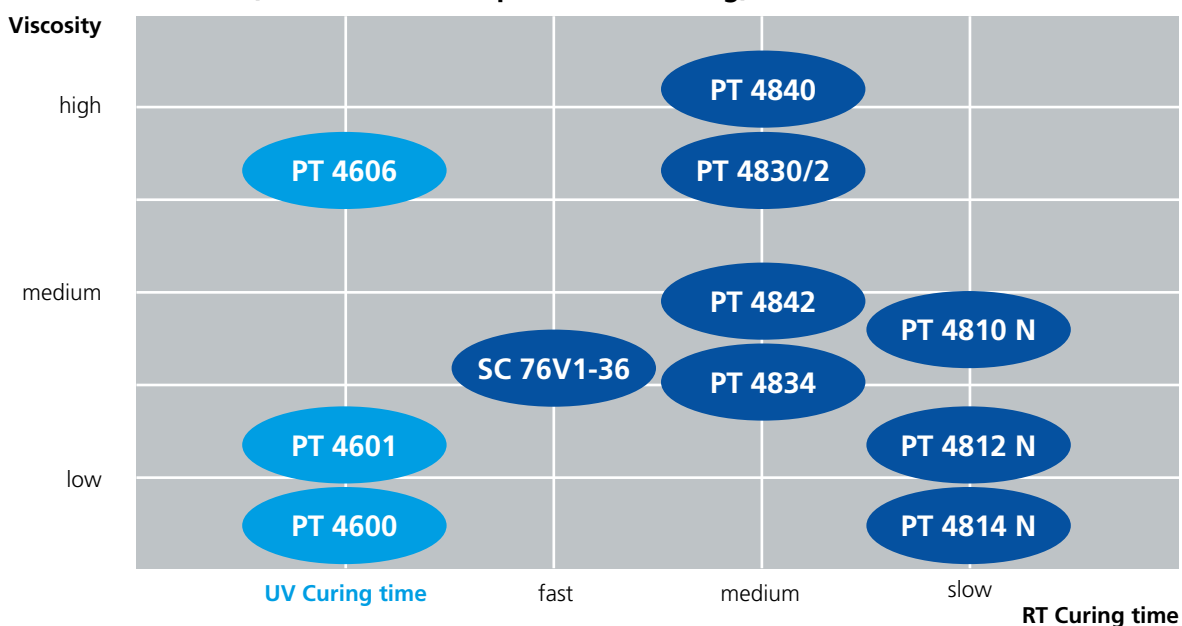 Viscosity
high
PT 4840
PT 4606
PT 4830/2
medium
PT 4842
PT 4810 N
SC 76V1-36
PT 4834
PT 4601
PT 4812 N
low
PT 4600
PT 4814 N
UV Curing time
fast
medium
slow
RT Curing time